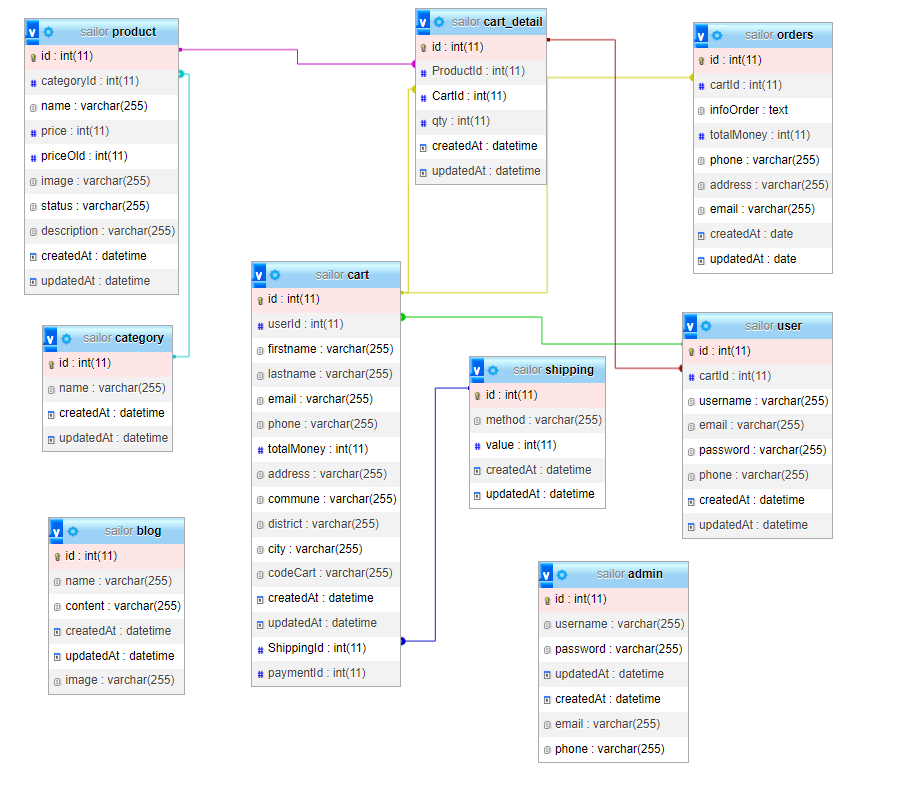 sailor product
id : int(11)
categoryId : int(11)
name : varchar(255)
price : int(11)
priceOld : int(11)
image : varchar(255)
status : varchar(255)
description : varchar(255)
createdAt : datetime
updatedAt : datetime
sailor cart_detail
id : int(11)
ProductId : int(11)
CartId : int(11)
qty : int(11)
createdAt : datetime
updatedAt : datetime
sailor orders
id : int(11)
cartId : int(11)
infoOrder : text
totalMoney : int(11)
phone : varchar(255)
address : varchar(255)
email : varchar(255)
createdAt : date
updatedAt : date
sailor category
id : int(11)
name : varchar(255)
createdAt : datetime
updatedAt : datetime
sailor cart
id : int(11)
userId : int(11)
firstname : varchar(255)
lastname : varchar(255)
email : varchar(255)
phone : varchar(255)
totalMoney : int(11)
address : varchar(255)
commune : varchar(255)
district : varchar(255)
city : varchar(255)
codeCart : varchar(255)
createdAt : datetime
updatedAt : datetime
ShippingId : int(11)
paymentId : int(11)
sailor shipping
id : int(11)
method : varchar(255)
value : int(11)
createdAt : datetime
updatedAt : datetime
sailor user
id : int(11)
cartId : int(11)
username : varchar(255)
email : varchar(255)
password : varchar(255)
phone : varchar(255)
createdAt : datetime
updatedAt : datetime
sailor blog
id : int(11)
name : varchar(255)
content : varchar(255)
createdAt : datetime
updatedAt : datetime
image : varchar(255)
sailor admin
id : int(11)
username : varchar(255)
password : varchar(255)
updatedAt : datetime
createdAt : datetime
email : varchar(255)
phone : varchar(255)